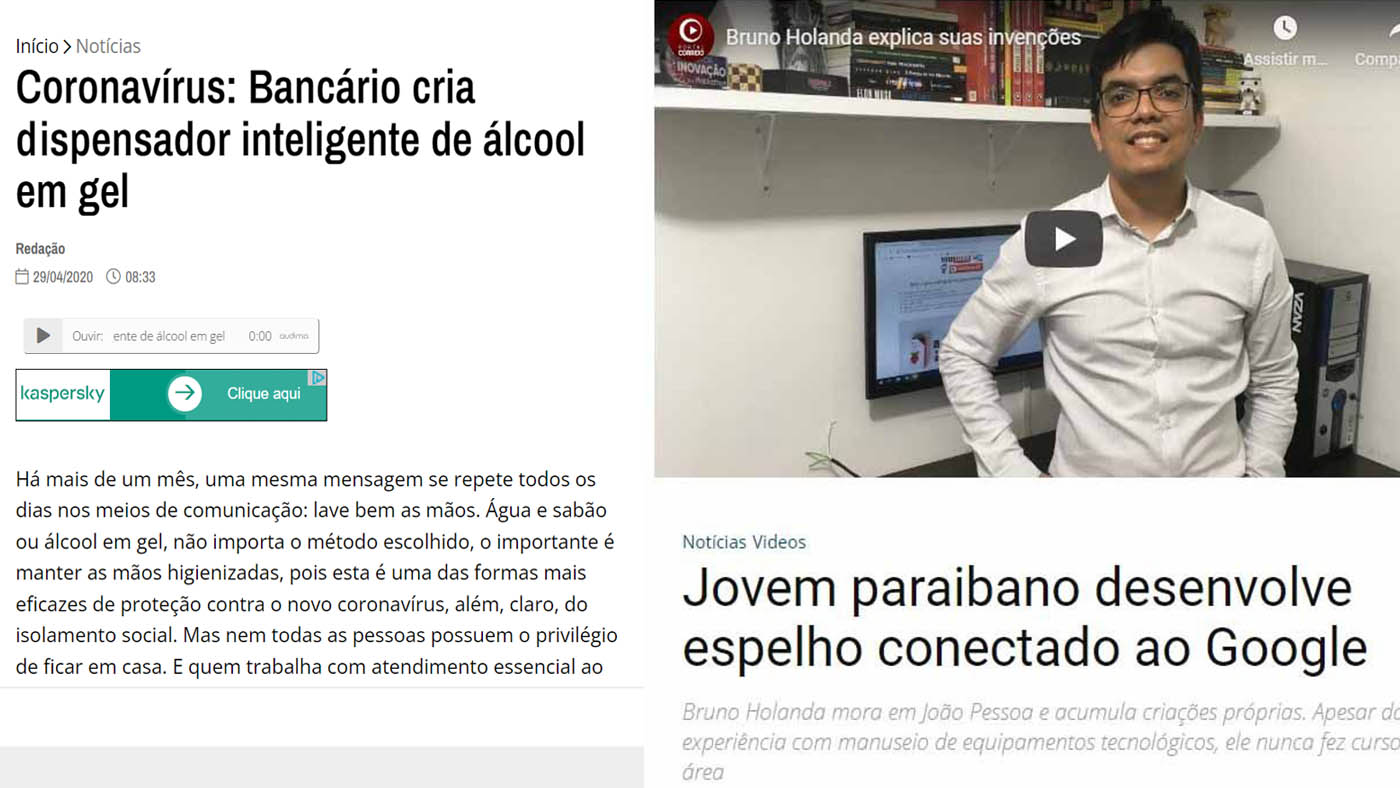 Início > Notícias
Coronavírus: Bancário cria
dispensador inteligente de álcool
em gel
Redação
29/04/2020 08:33
Ouvir: ente de álcool em gel 0:00 audima
kaspersky Clique aqui
Há mais de um mês, uma mesma mensagem se repete todos os
dias nos meios de comunicação: lave bem as mãos. Água e sabão
ou álcool em gel, não importa o método escolhido, o importante é
manter as mãos higienizadas, pois esta é uma das formas mais
eficazes de proteção contra o novo coronavírus, além, claro, do
isolamento social. Mas nem todas as pessoas possuem o privilégio
de ficar em casa. E quem trabalha com atendimento essencial ao
PORTAL
CORREIO
Bruno Holanda explica suas invenções
Assistir m...
Compa
INOVAÇÃO
ELON MUSK
NAZAN
Notícias Videos
Jovem paraibano desenvolve
espelho conectado ao Google
Bruno Holanda mora em João Pessoa e acumula criações próprias. Apesar da
experiência com manuseio de equipamentos tecnológicos, ele nunca fez curso
área